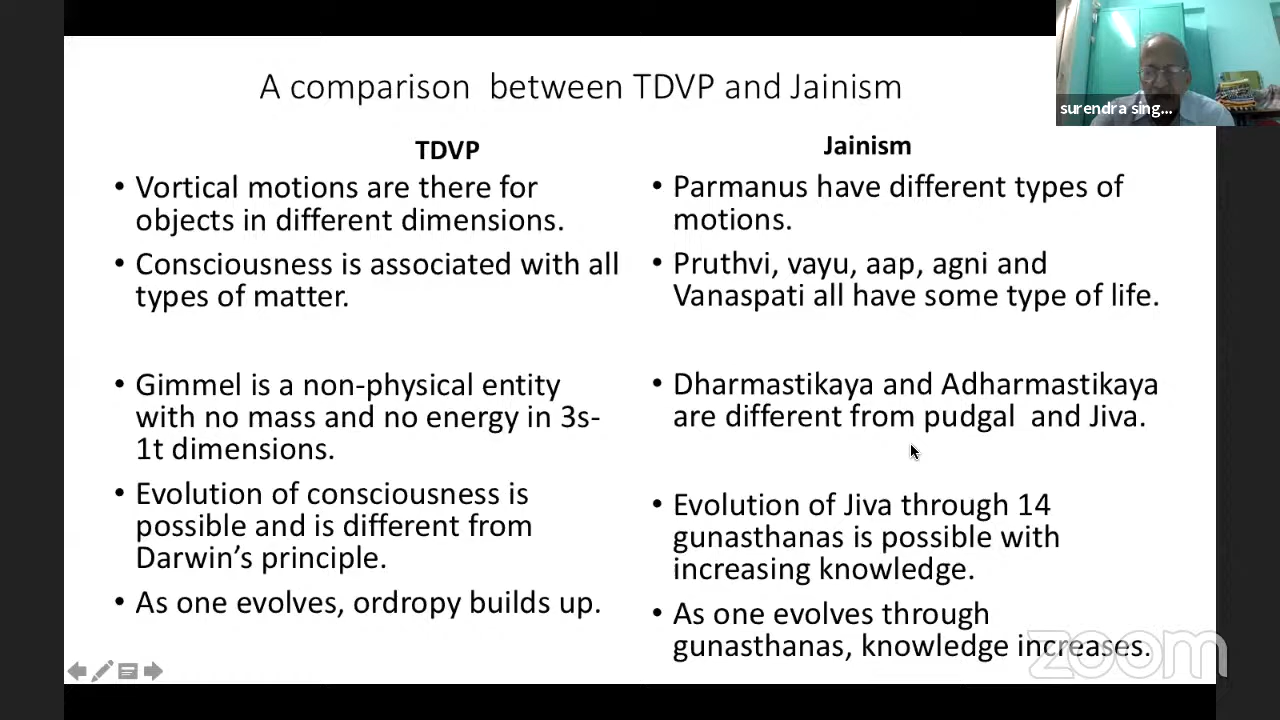 A comparison between TDVP and Jainism
surendra sing...
TDVP
• Vortical motions are there for
objects in different dimensions.
• Consciousness is associated with all
types of matter.
• Gimmel is a non-physical entity
with no mass and no energy in 3s-
1t dimensions.
• Evolution of consciousness is
possible and is different from
Darwin’s principle.
• As one evolves, ordropy builds up.
Jainism
• Parmanus have different types of
motions.
• Pruthvi, vayu, aap, agni and
Vanaspati all have some type of life.
• Dharmastikaya and Adharmastikaya
are different from pudgal and Jiva.
• Evolution of Jiva through 14
gunasthanas is possible with
increasing knowledge.
• As one evolves through
gunasthanas, knowledge increases.
zoom